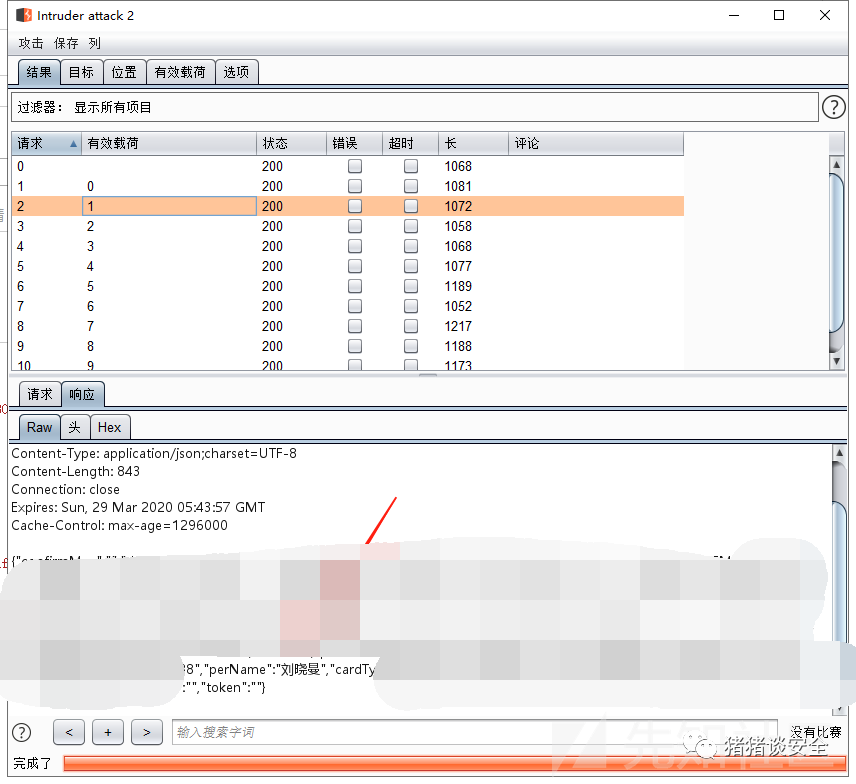 Intruder attack 2
攻击 保存 列
结果 目标 位置 有效载荷 选项
过滤器： 显示所有项目
?
请求 有效载荷 状态 错误 超时 长 评论
0 200 1068
1 0 200 1081
2 1 200 1072
3 2 200 1058
4 3 200 1068
5 4 200 1077
6 5 200 1189
7 6 200 1052
8 7 200 1217
9 8 200 1188
10 9 200 1173
请求 响应
Raw 头 Hex
Content-Type: application/json;charset=UTF-8
Content-Length: 843
Connection: close
Expires: Sun, 29 Mar 2020 05:43:57 GMT
Cache-Control: max-age=1296000
8","perName":"刘晓曼","cardTy
:"","token":""}
? < + > 输入搜索字词 没有比赛
先知社区
猪猪谈安全
完成了